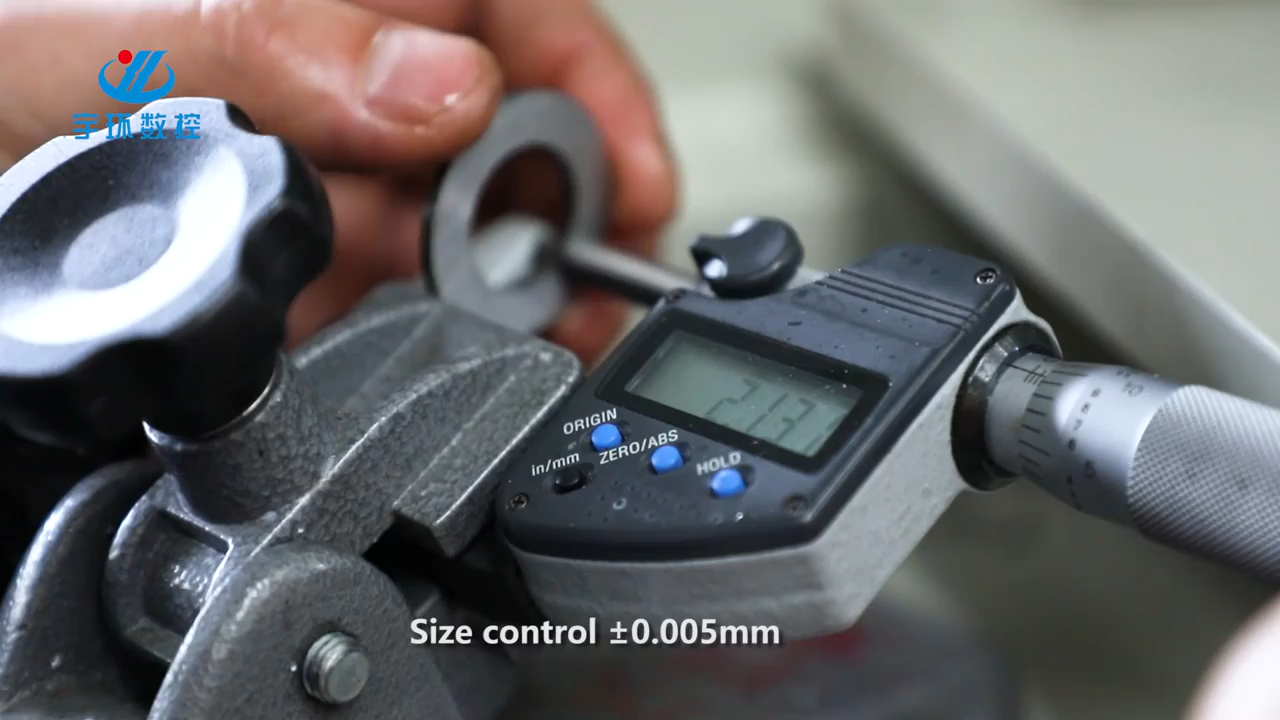 宇环数控
ORIGIN
ZERO/ABS
in/mm
HOLD
Size control ±0.005mm